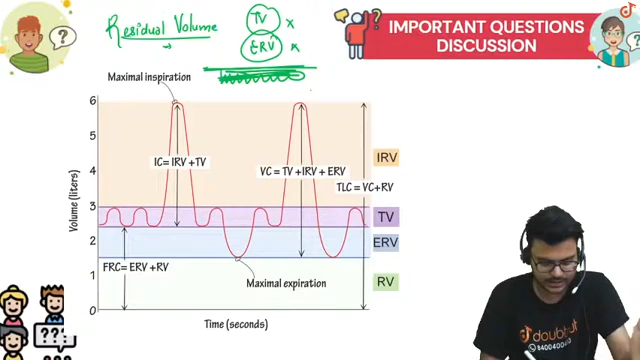 Residual Volume
TV x
ERV x
IMPORTANT QUESTIONS
DISCUSSION
Maximal inspiration
6
5
4
3
2
1
0
Volume (liters)
IC= IRV +TV
VC = TV +IRV + ERV
TLC = VC+RV
FRC= ERV + RV
Maximal expiration
Time (seconds)
IRV
TV
ERV
RV
doubtnut
8400400400